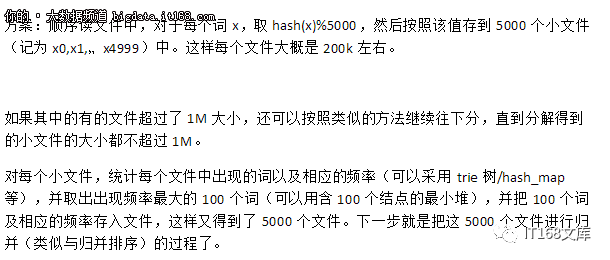 你的·大数据频道 bigdata.it168.com
方案：顺序读文件中，对于每个词 x，取 hash(x)%5000，然后按照该值存到 5000 个小文件
（记为 x0,x1,„ x4999）中。这样每个文件大概是 200k 左右。
如果其中的有的文件超过了 1M 大小，还可以按照类似的方法继续往下分，直到分解得到
的小文件的大小都不超过 1M。
对每个小文件，统计每个文件中出现的词以及相应的频率（可以采用 trie 树/hash_map
等），并取出出现频率最大的 100 个词（可以用含 100 个结点的最小堆），并把 100 个词
及相应的频率存入文件，这样又得到了 5000 个文件。下一步就是把这 5000 个文件进行归
并（类似与归并排序）的过程了。
IT168文库